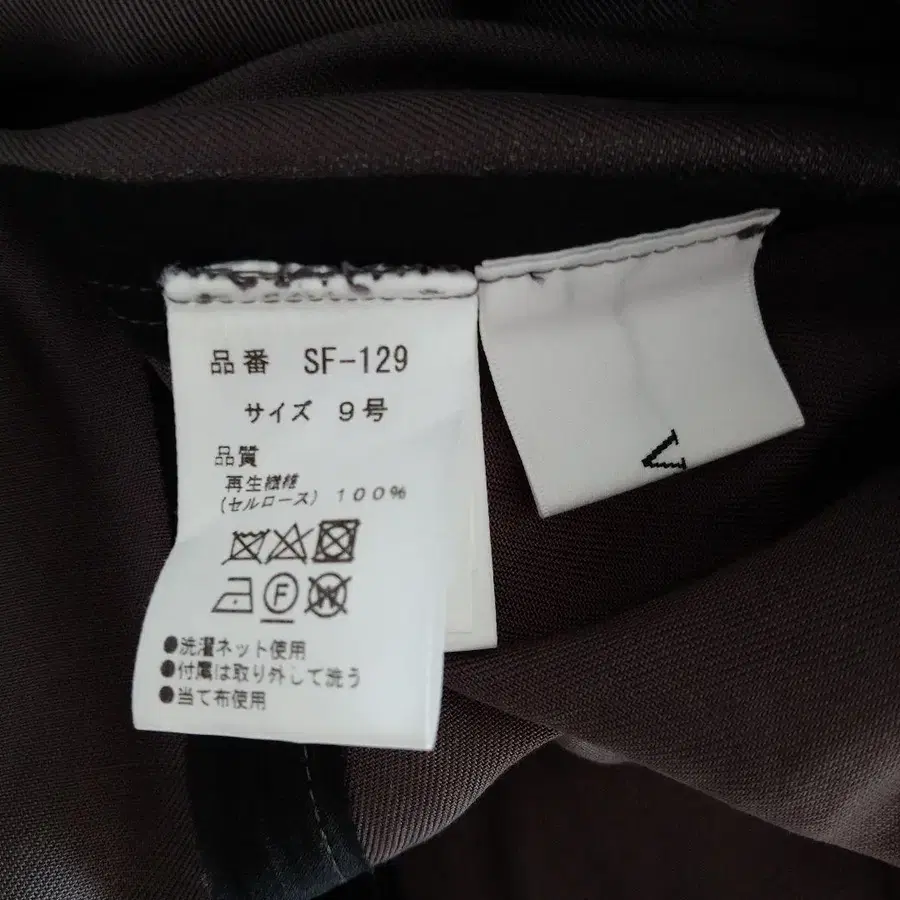 品番 SF-129
サイズ 9号
品質
再生繊維
(セルロース) 100%
F
W
●洗濯ネット使用
●付属は取り外して洗う
●当て布使用
V